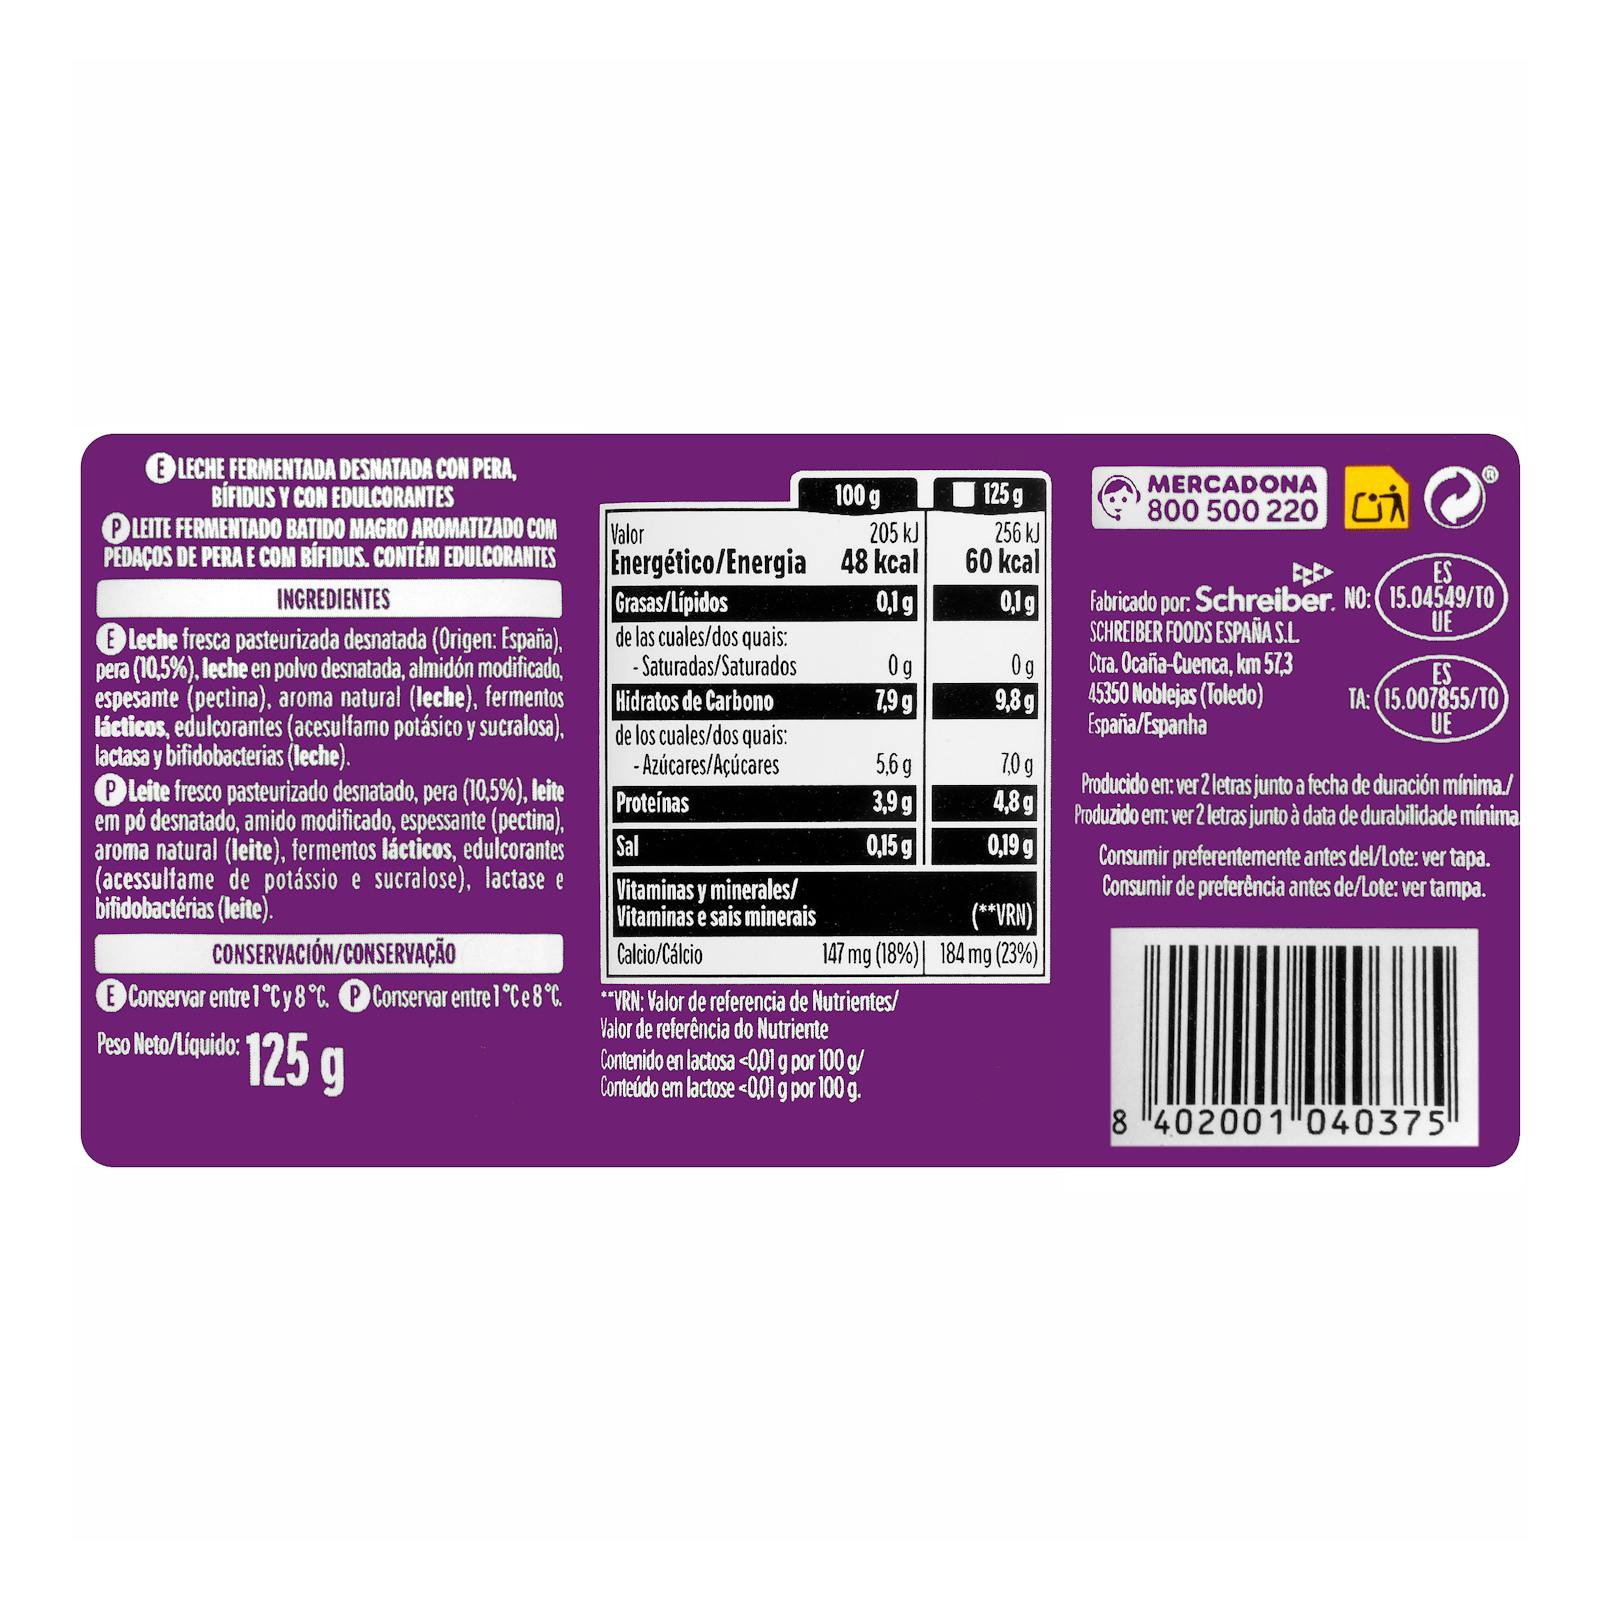 E LECHE FERMENTADA DESNATADA CON PERA,
BÍFIDUS Y CON EDULCORANTES
P LEITE FERMENTADO BATIDO MAGRO AROMATIZADO COM
PEDAÇOS DE PERA E COM BÍFIDUS. CONTÉM EDULCORANTES
INGREDIENTES
E Leche fresca pasteurizada desnatada (Origen: España),
pera (10,5%), leche en polvo desnatada, almidón modificado,
espesante (pectina), aroma natural (leche), fermentos
lácticos, edulcorantes (acesulfamo potásico y sucralosa),
lactasa y bifidobacterias (leche).
P Leite fresco pasteurizado desnatado, pera (10,5%), leite
em pó desnatado, amido modificado, espessante (pectina),
aroma natural (leite), fermentos lácticos, edulcorantes
(acessulfame de potássio e sucralose), lactase e
bifidobactérias (leite).
CONSERVACIÓN/CONSERVAÇÃO
E Conservar entre 1 °C y 8 °C. P Conservar entre 1 °C e 8 °C.
Peso Neto/Líquido: 125 g
100 g 125 g
Valor 205 kJ 256 kJ
Energético/Energia 48 kcal 60 kcal
Grasas/Lípidos 0,1 g 0,1 g
de las cuales/dos quais:
- Saturadas/Saturados 0 g 0 g
Hidratos de Carbono 7,9 g 9,8 g
de los cuales/dos quais:
- Azúcares/Açúcares 5,6 g 7,0 g
Proteínas 3,9 g 4,8 g
Sal 0,15 g 0,19 g
Vitaminas y minerales/
Vitaminas e sais minerais (**VRN)
Calcio/Cálcio 147 mg (18%) 184 mg (23%)
**VRN: Valor de referencia de Nutrientes/
Valor de referência do Nutriente
Contenido en lactosa <0,01 g por 100 g/
Conteúdo em lactose <0,01 g por 100 g.
MERCADONA
800 500 220
®
Fabricado por: Schreiber.
SCHREIBER FOODS ESPAÑA S.L.
Ctra. Ocaña-Cuenca, km 57,3
45350 Noblejas (Toledo)
España/Espanha
NO: ES
15.04549/TO
UE
TA: ES
15.007855/TO
UE
Producido en: ver 2 letras junto a fecha de duración mínima./
Produzido em: ver 2 letras junto à data de durabilidade mínima.
Consumir preferentemente antes del/Lote: ver tapa.
Consumir de preferência antes de/Lote: ver tampa.
8 402001 040375